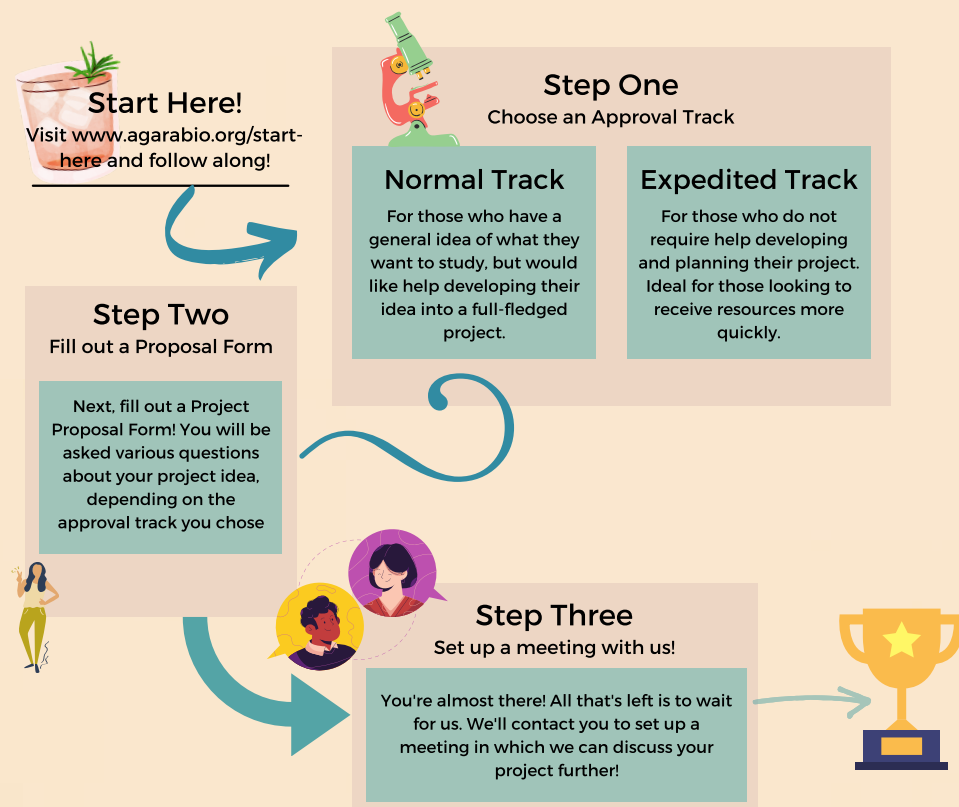 Start Here!
Visit www.agarabio.org/start-
here and follow along!
Step One
Choose an Approval Track
Normal Track
For those who have a
general idea of what they
want to study, but would
like help developing their
idea into a full-fledged
project.
Expedited Track
For those who do not
require help developing
and planning their project.
Ideal for those looking to
receive resources more
quickly.
Step Two
Fill out a Proposal Form
Next, fill out a Project
Proposal Form! You will be
asked various questions
about your project idea,
depending on the
approval track you chose
Step Three
Set up a meeting with us!
You're almost there! All that's left is to wait
for us. We'll contact you to set up a
meeting in which we can discuss your
project further!